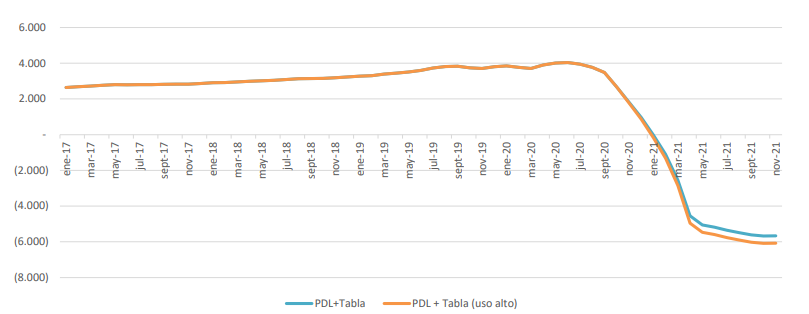 6.000
4.000
2.000
-
(2.000)
(4.000)
(6.000)
(8.000)
ene-17
mar-17
may-17
jul-17
sept-17
nov-17
ene-18
mar-18
may-18
jul-18
sept-18
nov-18
ene-19
mar-19
may-19
jul-19
sept-19
nov-19
ene-20
mar-20
may-20
jul-20
sept-20
nov-20
ene-21
mar-21
may-21
jul-21
sept-21
nov-21
PDL+Tabla
PDL + Tabla (uso alto)